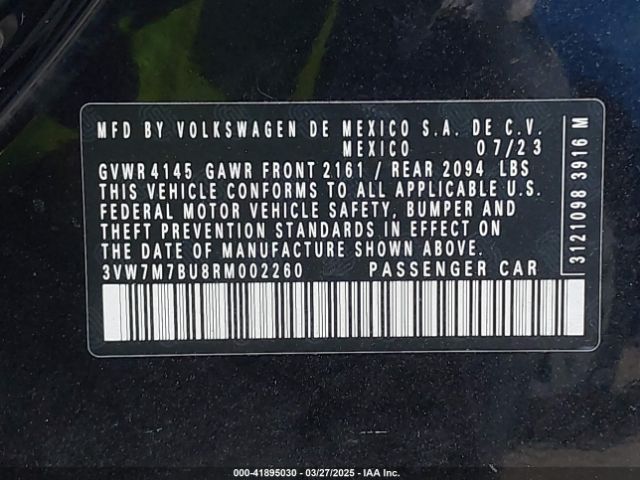 MFD BY VOLKSWAGEN DE MEXICO S.A. DE C.V.
MEXICO 07/23
GVWR 4145 GAWR FRONT 2161 / REAR 2094 LBS
THIS VEHICLE CONFORMS TO ALL APPLICABLE U.S.
FEDERAL MOTOR VEHICLE SAFETY, BUMPER AND
THEFT PREVENTION STANDARDS IN EFFECT ON
THE DATE OF MANUFACTURE SHOWN ABOVE.
3VW7M7BU8RM002260 PASSENGER CAR
3121098 3916 M
000-41895030 - 03/27/2025 - IAA Inc.